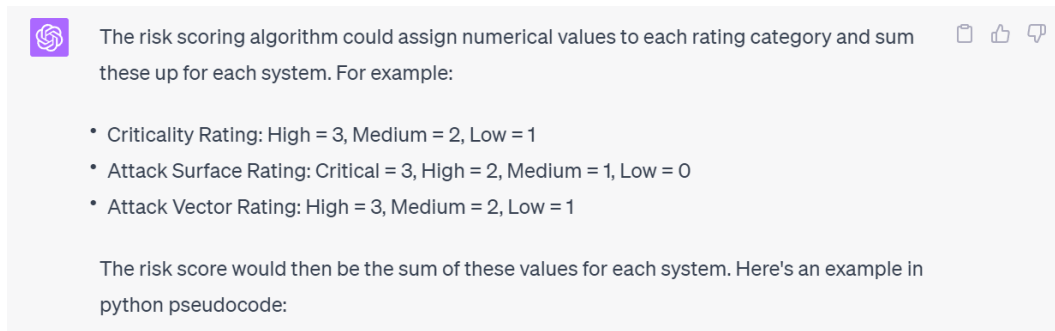 The risk scoring algorithm could assign numerical values to each rating category and sum
these up for each system. For example:
• Criticality Rating: High = 3, Medium = 2, Low = 1
• Attack Surface Rating: Critical = 3, High = 2, Medium = 1, Low = 0
• Attack Vector Rating: High = 3, Medium = 2, Low = 1
The risk score would then be the sum of these values for each system. Here's an example in
python pseudocode: